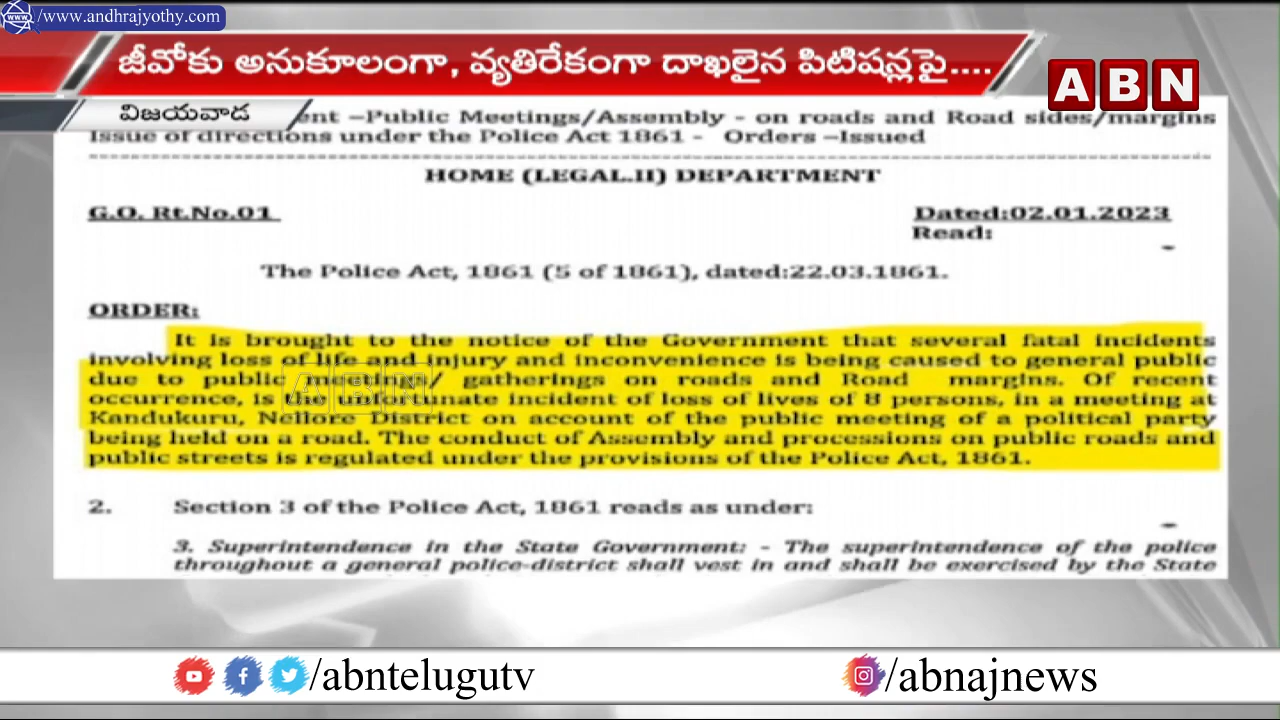 /www.andhrajyothy.com
జీవోకు అనుకూలంగా, వ్యతిరేకంగా దాఖలైన పిటిషన్లపై....
ABN
విజయవాడ
–Public Meetings/Assembly - on roads and Road sides/margins
Issue of directions under the Police Act 1861 - Orders –Issued
HOME (LEGAL.II) DEPARTMENT
G.O. Rt.No.01 Dated:02.01.2023
Read:
The Police Act, 1861 (5 of 1861), dated:22.03.1861.
ORDER:
It is brought to the notice of the Government that several fatal incidents
involving loss of life and injury and inconvenience is being caused to general public
due to public meetings/ gatherings on roads and Road margins. Of recent
occurrence, is the unfortunate incident of loss of lives of 8 persons, in a meeting at
Kandukuru, Nellore District on account of the public meeting of a political party
being held on a road. The conduct of Assembly and processions on public roads and
public streets is regulated under the provisions of the Police Act, 1861.
ABN
2. Section 3 of the Police Act, 1861 reads as under:
3. Superintendence in the State Government: - The superintendence of the police
throughout a general police-district shall vest in and shall be exercised by the State
/abntelugutv
/abnajnews